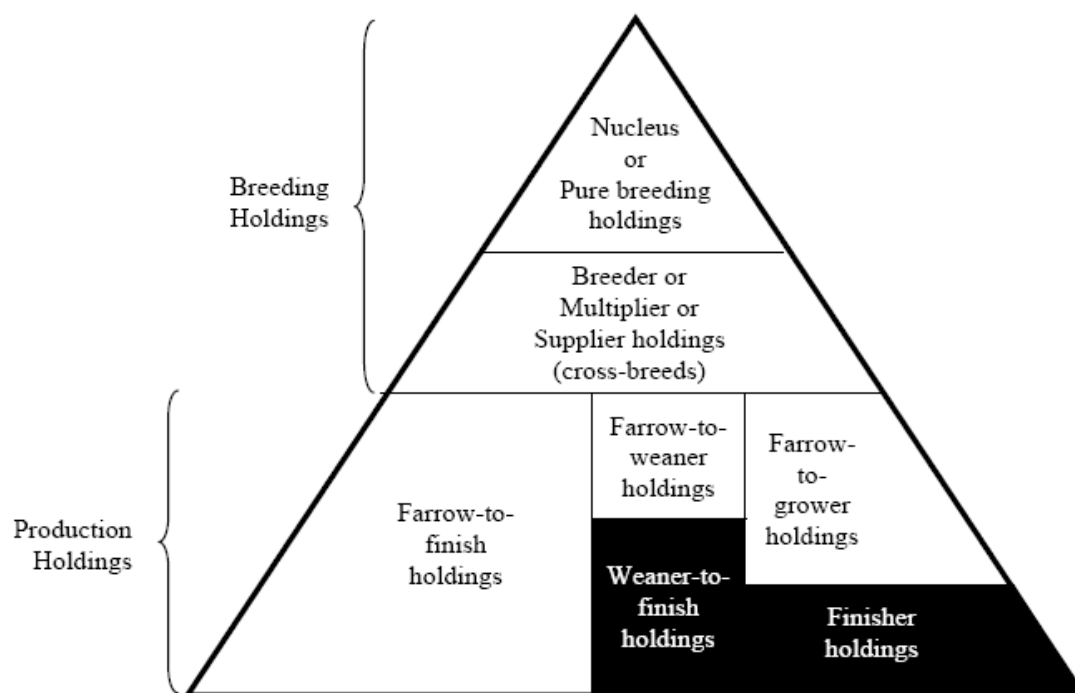 Nucleus
or
Pure breeding
holdings
Breeding
Holdings
Breeder or
Multiplier or
Supplier holdings
(cross-breeds)
Production
Holdings
Farrow-to-
finish
holdings
Farrow-to-
weaner
holdings
Farrow-
to-
grower
holdings
Weaner-to-
finish
holdings
Finisher
holdings